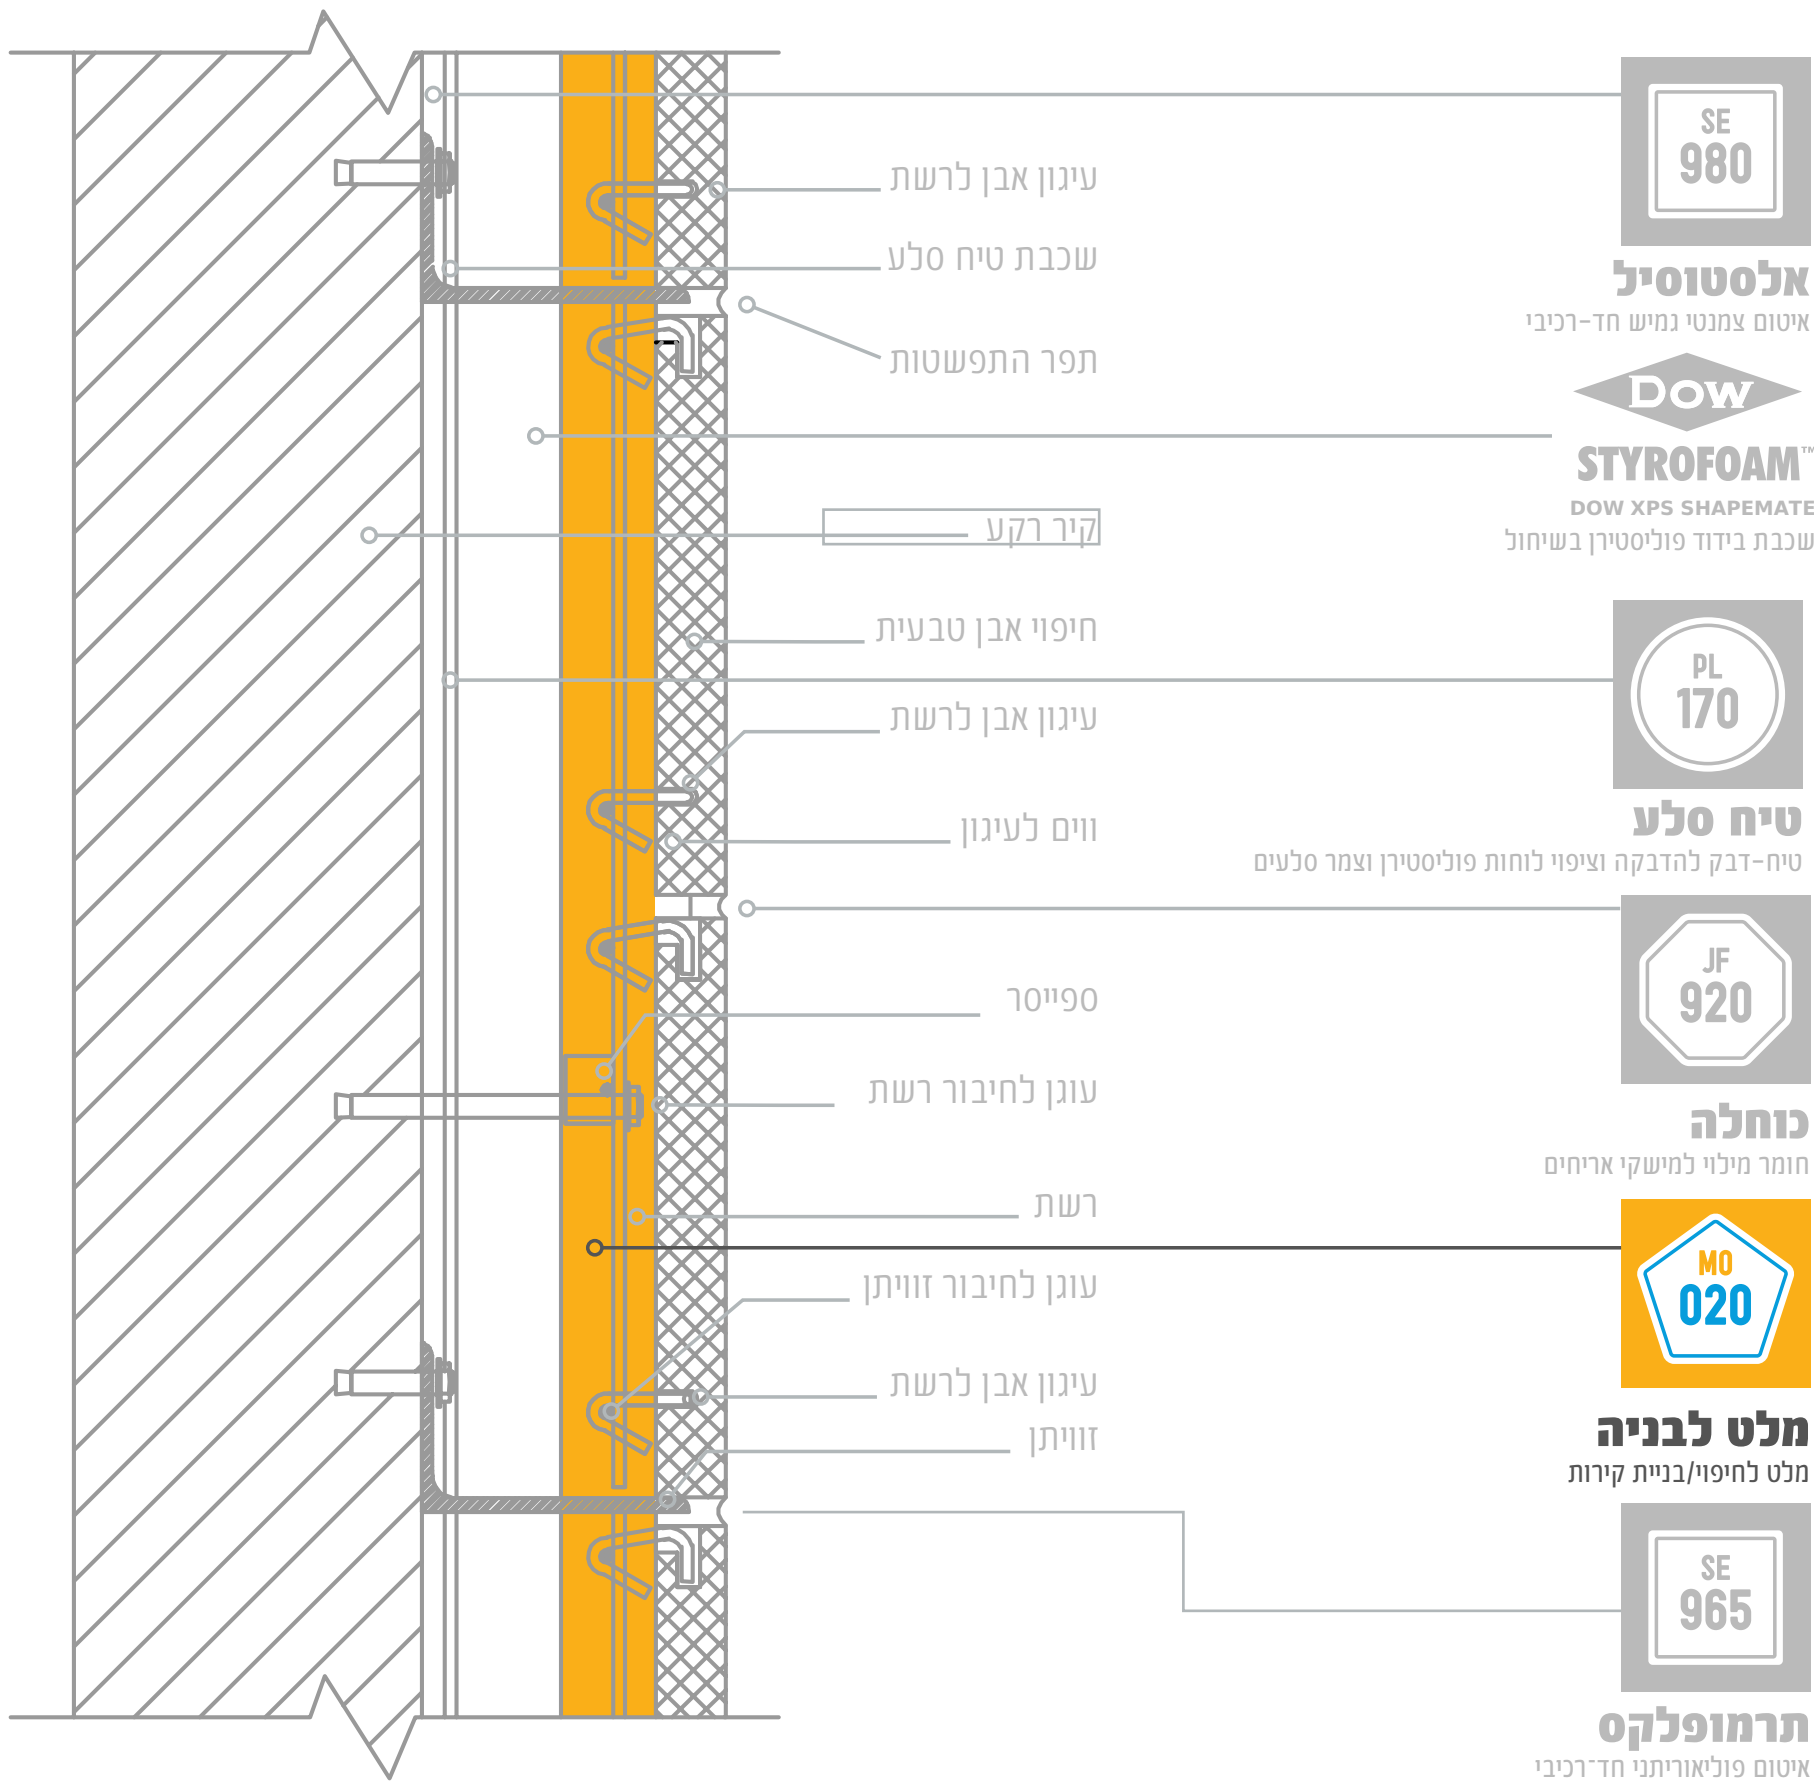 SE
980
אלסטוסיל
איטום צמנטי גמיש חד-רכיבי
עיגון אבן לרשת
שכבת טיח סלע
תפר התפשטות
DOW
STYROFOAM™
DOW XPS SHAPEMATE
שכבת בידוד פוליסטירן בשיחול
קיר רקע
חיפוי אבן טבעית
PL
170
טיח סלע
טיח-דבק להדבקה וציפוי לוחות פוליסטירן וצמר סלעים
עיגון אבן לרשת
ווים לעיגון
JF
920
כוחלה
חומר מילוי למישקי אריחים
ספייסר
עוגן לחיבור רשת
רשת
MO
020
מלט לבניה
מלט לחיפוי/בניית קירות
עוגן לחיבור זוויתן
עיגון אבן לרשת
זוויתן
SE
965
תרמופלקס
איטום פוליאוריתני חד־רכיבי